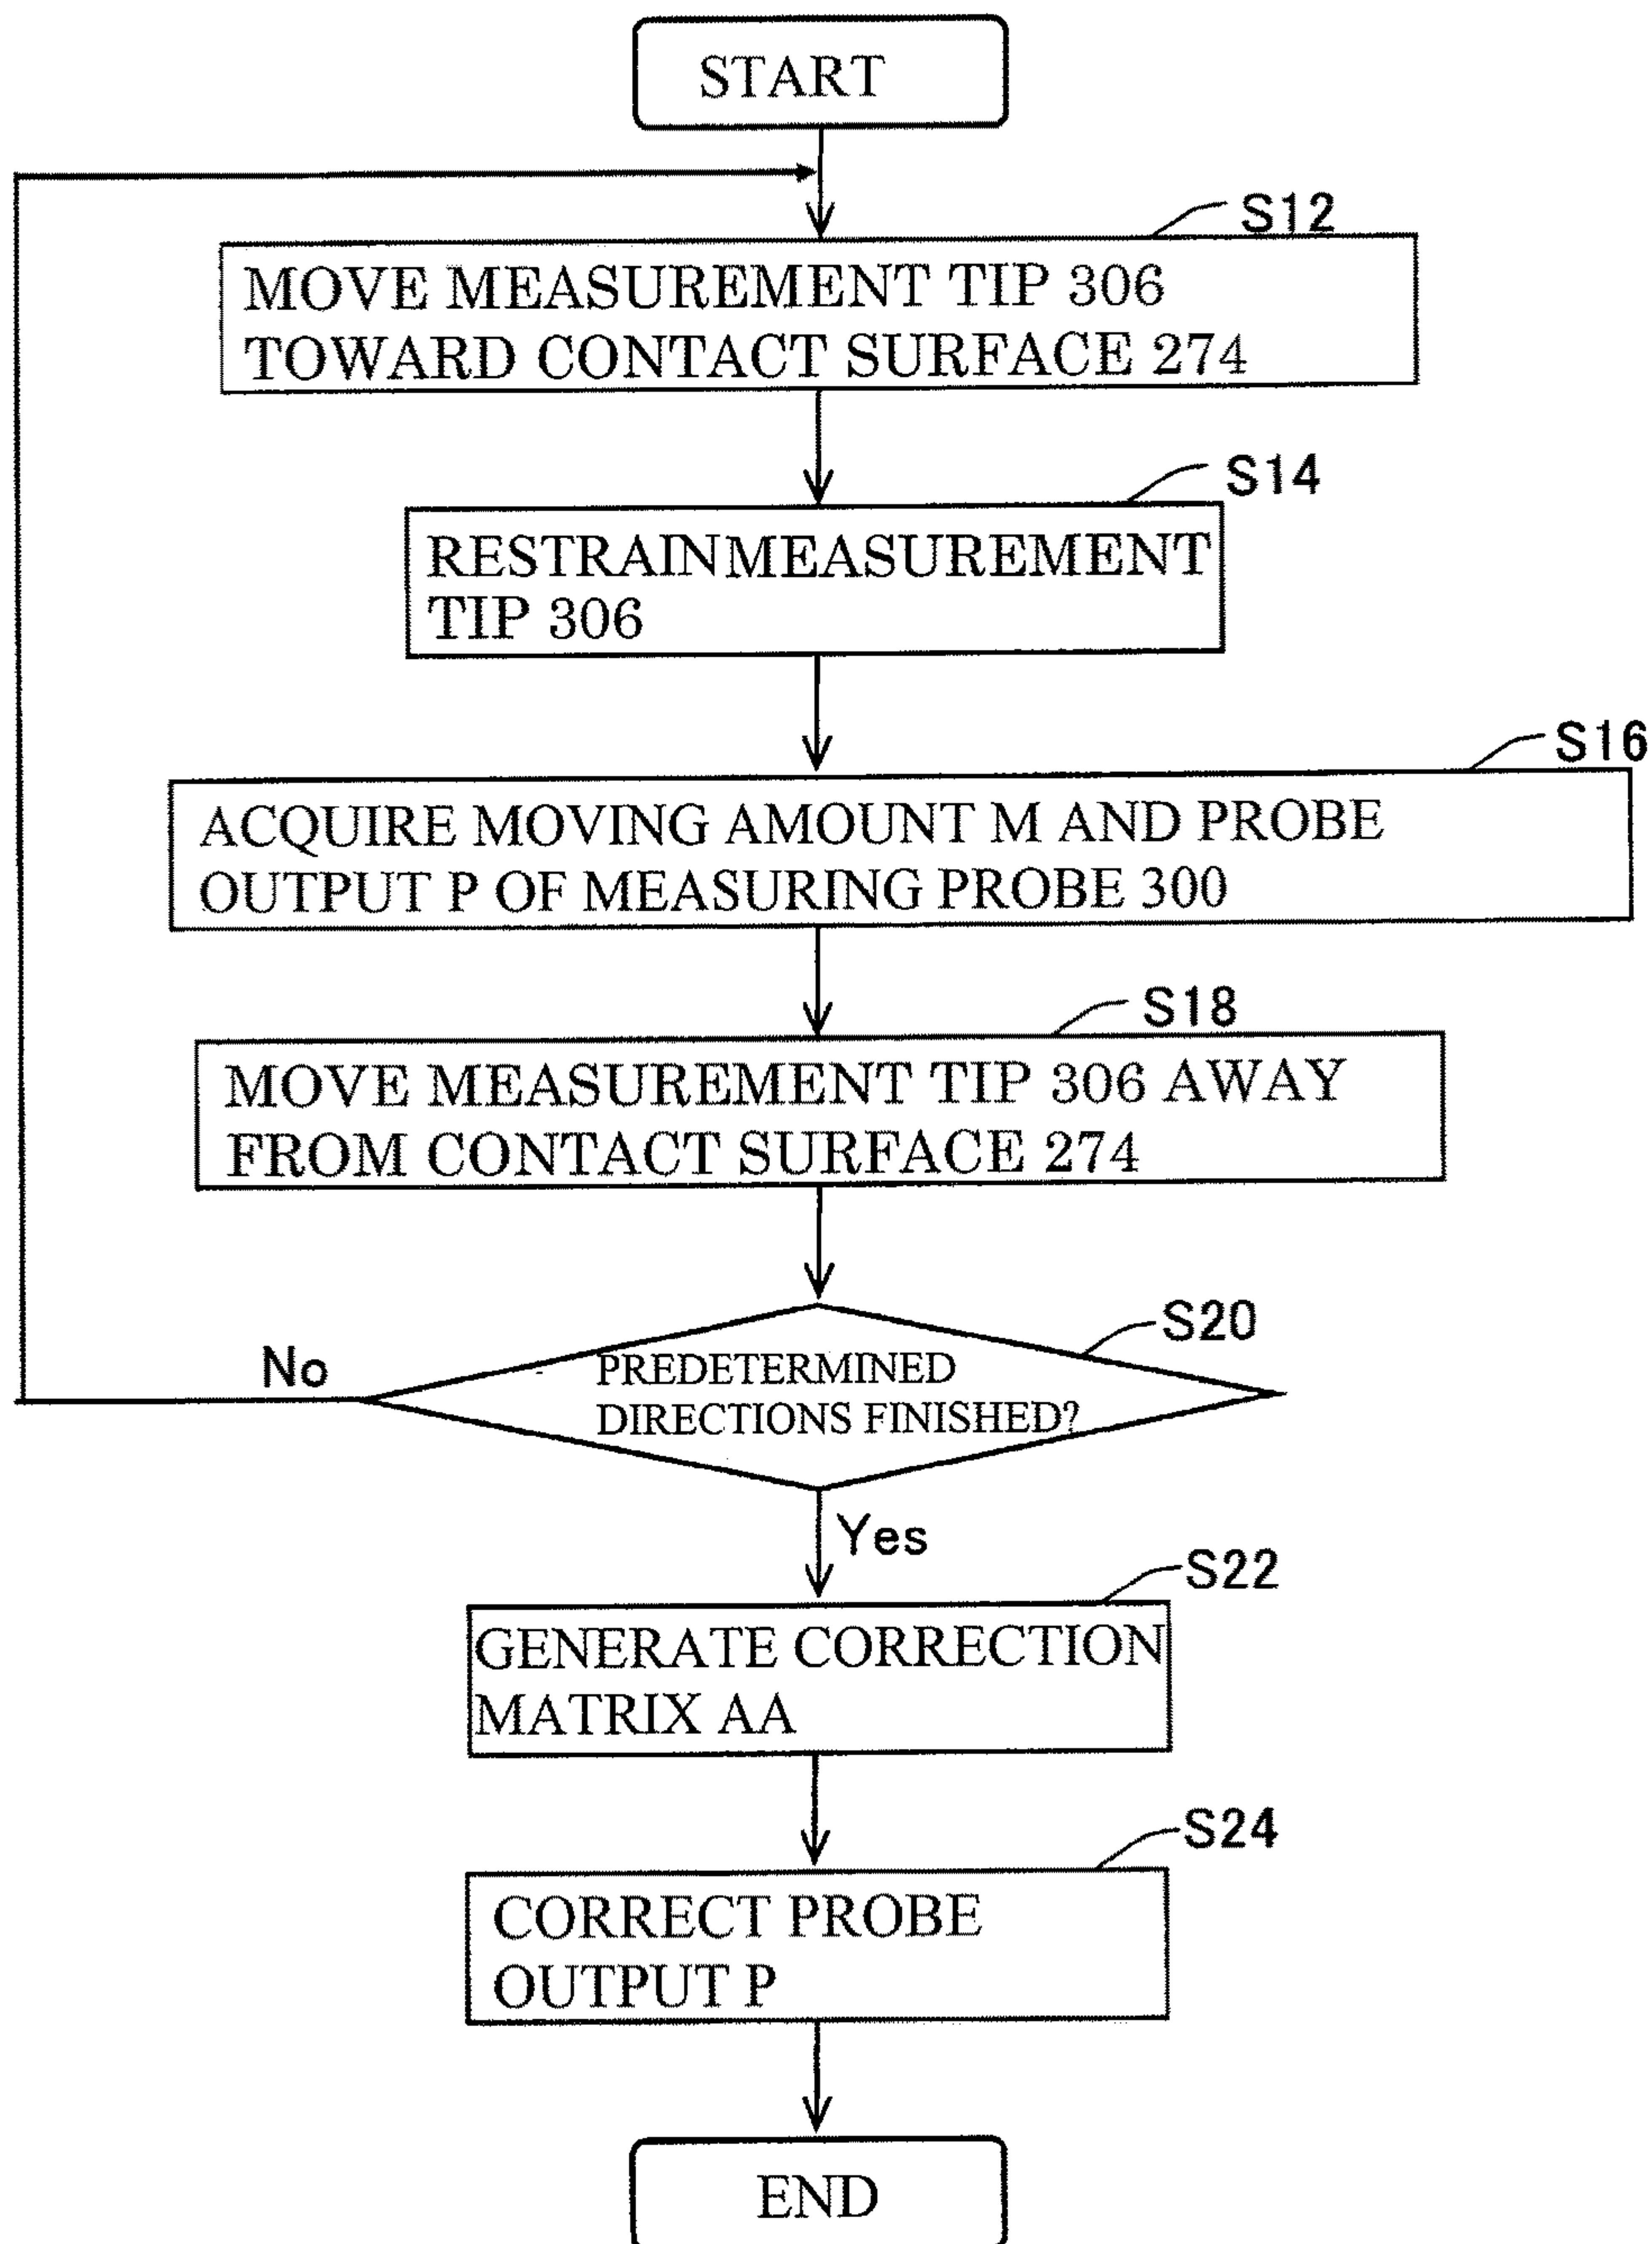 START
S12
MOVE MEASUREMENT TIP 306
TOWARD CONTACT SURFACE 274
S14
RESTRAIN MEASUREMENT
TIP 306
S16
ACQUIRE MOVING AMOUNT M AND PROBE
OUTPUT P OF MEASURING PROBE 300
S18
MOVE MEASUREMENT TIP 306 AWAY
FROM CONTACT SURFACE 274
S20
No
PREDETERMINED
DIRECTIONS FINISHED?
Yes
S22
GENERATE CORRECTION
MATRIX AA
S24
CORRECT PROBE
OUTPUT P
END